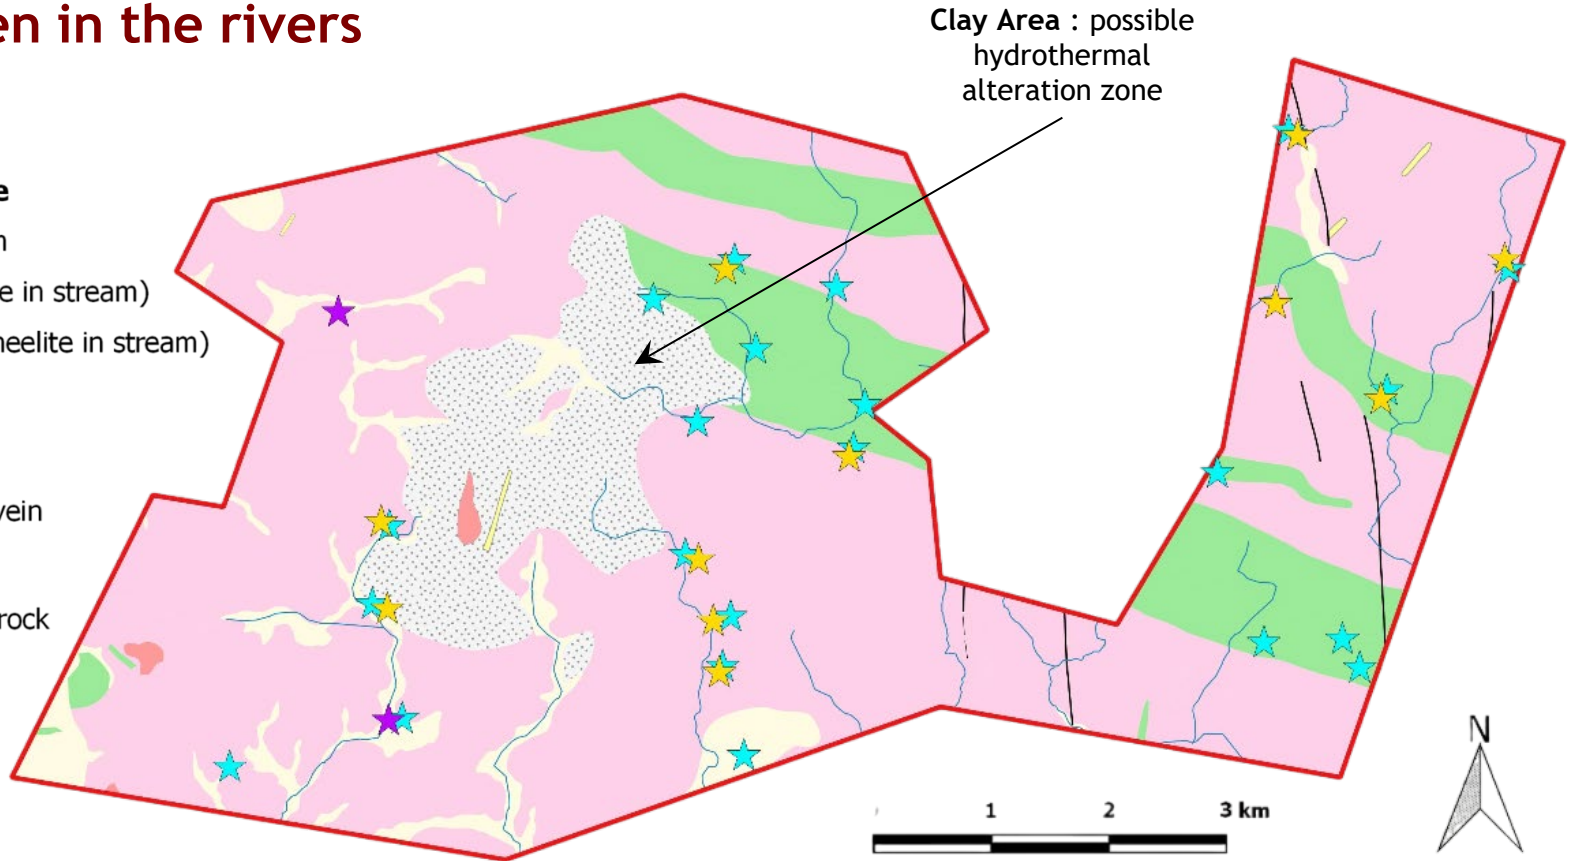 en in the rivers
Clay Area : possible
hydrothermal
alteration zone
e
n
e in stream)
neelite in stream)
vein
rock
1 2 3 km
N